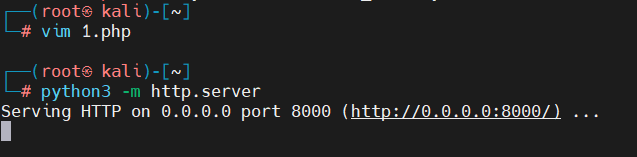 ┌──(root㉿ kali)-[~]
└─# vim 1.php
┌──(root㉿ kali)-[~]
└─# python3 -m http.server
Serving HTTP on 0.0.0.0 port 8000 (http://0.0.0.0:8000/) ...